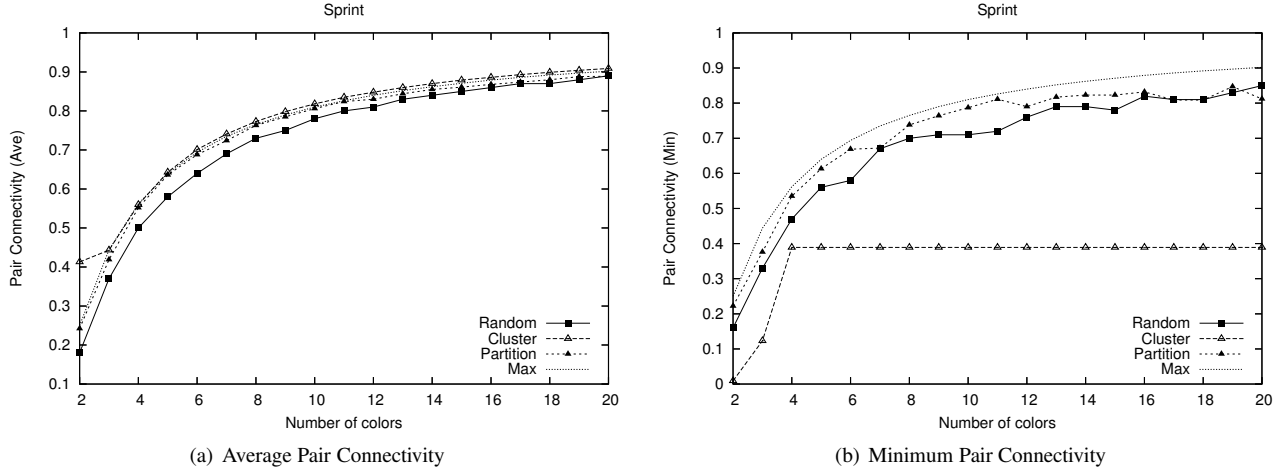 Sprint
1
0.9
0.8
0.7
0.6
0.5
0.4
0.3
0.2
0.1
Pair Connectivity (Ave)
Random
Cluster
Partition
Max
2 4 6 8 10 12 14 16 18 20
Number of colors
(a) Average Pair Connectivity
Sprint
1
0.9
0.8
0.7
0.6
0.5
0.4
0.3
0.2
0.1
0
Pair Connectivity (Min)
Random
Cluster
Partition
Max
2 4 6 8 10 12 14 16 18 20
Number of colors
(b) Minimum Pair Connectivity